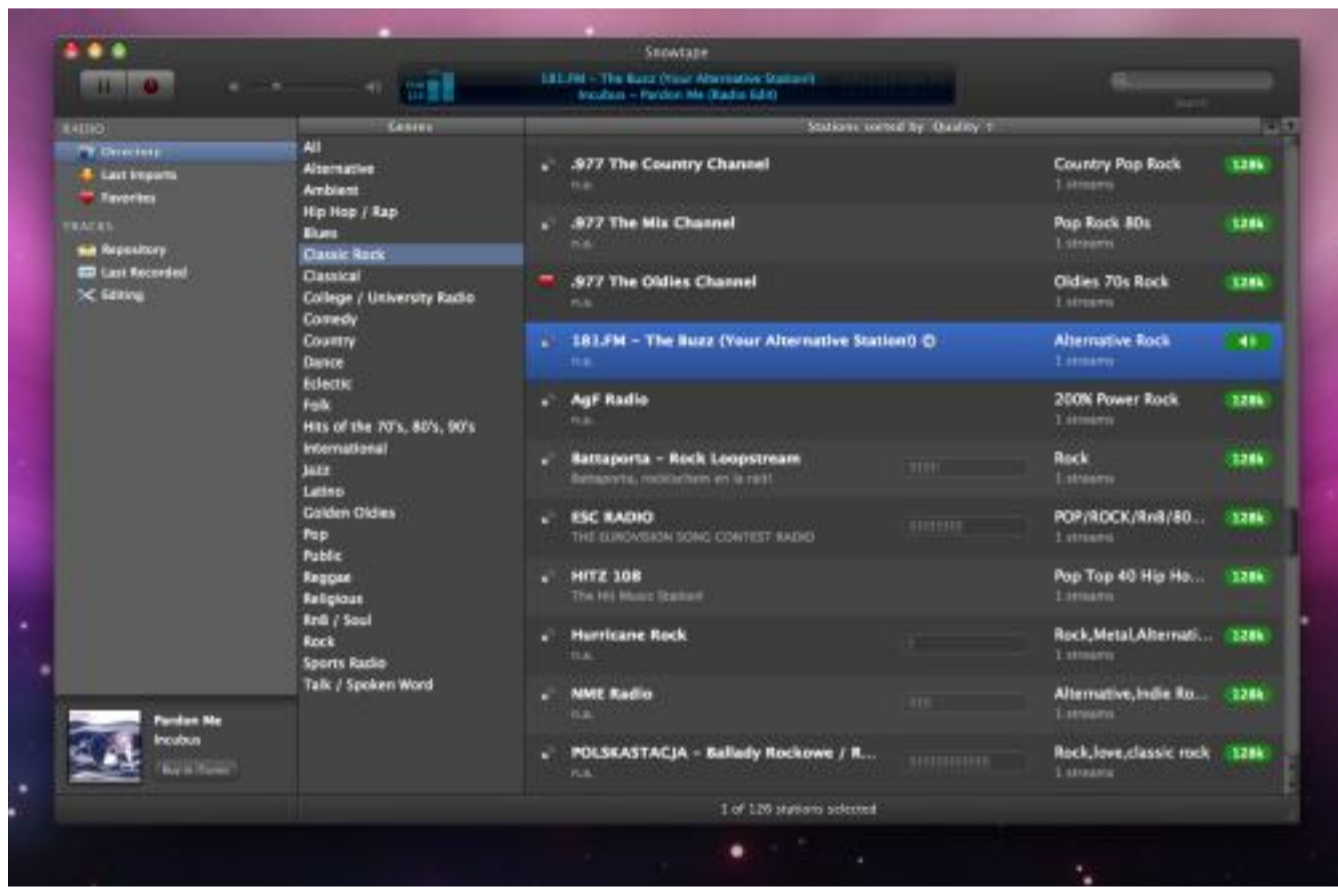 Snowtape
181.FM – The Buzz (Your Alternative Station!)
Incubus – Pardon Me (Radio Edit)
search
RADIO
Directory
Last Imports
Favorites
TRACKS
Repository
Last Recorded
Editing
Genres
All
Alternative
Ambient
Hip Hop / Rap
Blues
Classic Rock
Classical
College / University Radio
Comedy
Country
Dance
Eclectic
Folk
Hits of the 70's, 80's, 90's
International
Jazz
Latino
Golden Oldies
Pop
Public
Reggae
Religious
RnB / Soul
Rock
Sports Radio
Talk / Spoken Word
Stations sorted by Quality
.977 The Country Channel Country Pop Rock 128k
n.a. 1 streams
.977 The Mix Channel Pop Rock 80s 128k
n.a. 1 streams
.977 The Oldies Channel Oldies 70s Rock 128k
n.a. 1 streams
181.FM – The Buzz (Your Alternative Station!) © Alternative Rock
n.a. 1 streams
AgF Radio 200% Power Rock 128k
n.a. 1 streams
Battaporta – Rock Loopstream Rock 128k
Battaporta, en la raït! 1 streams
ESC RADIO POP/ROCK/RnB/80... 128k
THE EUROVISION SONG CONTEST RADIO 1 streams
HITZ 108 Pop Top 40 Hip Ho... 128k
The Hit Music Station! 1 streams
Hurricane Rock Rock,Metal,Alternati... 128k
n.a. 1 streams
NME Radio Alternative,Indie Ro... 128k
n.a. 1 streams
POLSKASTACJA – Ballady Rockowe / R... Rock,love,classic rock 128k
n.a. 1 streams
Pardon Me
Incubus
Buy in iTunes
1 of 126 stations selected